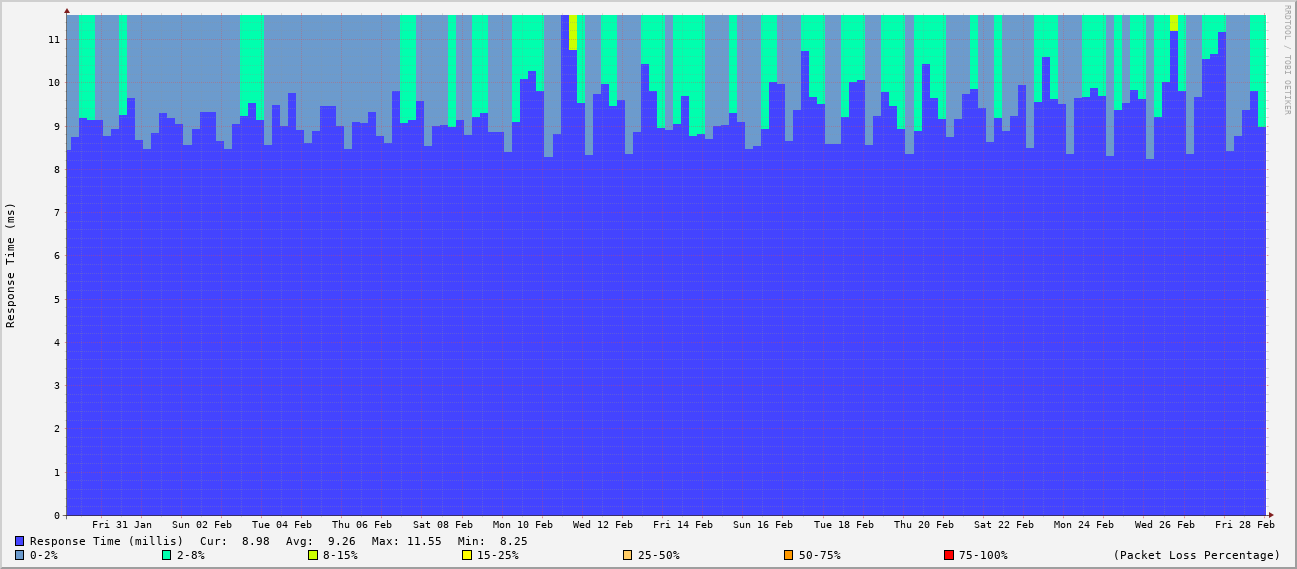 RRDTOOL / TOBI OETIKER
Response Time (ms)
11
10
9
8
7
6
5
4
3
2
1
0
Fri 31 Jan Sun 02 Feb Tue 04 Feb Thu 06 Feb Sat 08 Feb Mon 10 Feb Wed 12 Feb Fri 14 Feb Sun 16 Feb Tue 18 Feb Thu 20 Feb Sat 22 Feb Mon 24 Feb Wed 26 Feb Fri 28 Feb
Response Time (millis) Cur: 8.98 Avg: 9.26 Max: 11.55 Min: 8.25
0-2% 2-8% 8-15% 15-25% 25-50% 50-75% 75-100% (Packet Loss Percentage)